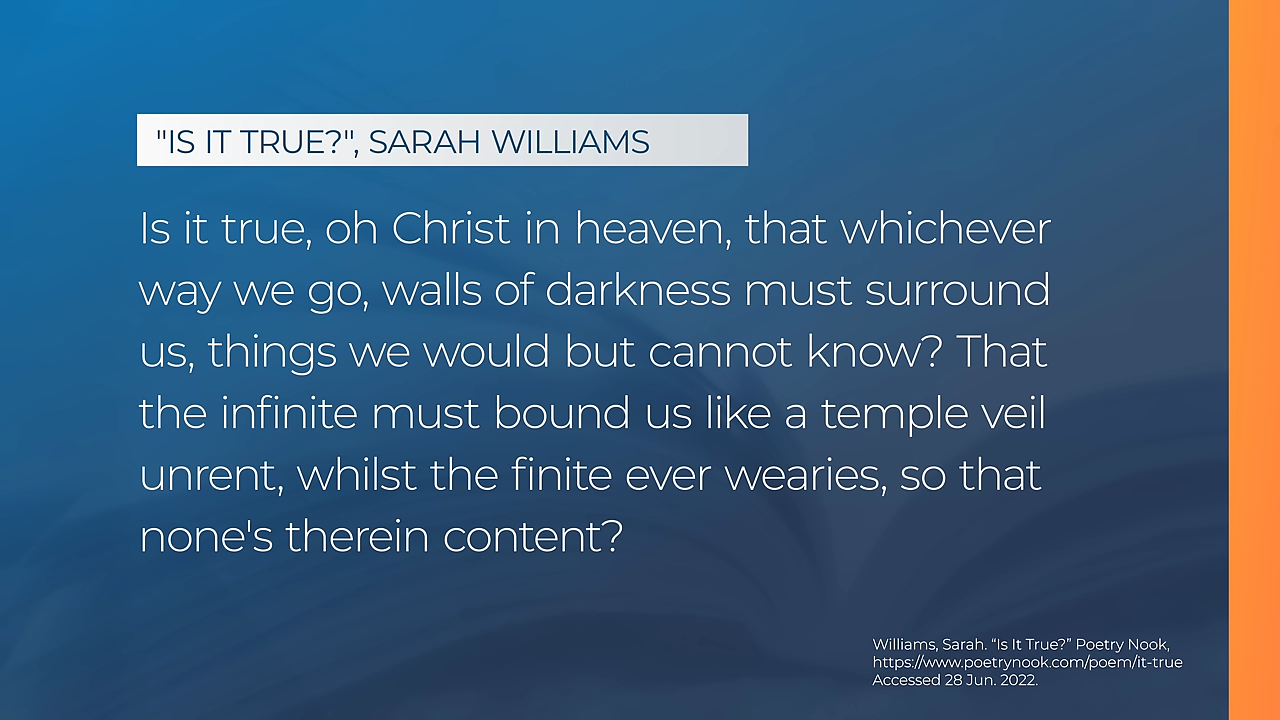 "IS IT TRUE?", SARAH WILLIAMS
Is it true, oh Christ in heaven, that whichever
way we go, walls of darkness must surround
us, things we would but cannot know? That
the infinite must bound us like a temple veil
unrent, whilst the finite ever wearies, so that
none's therein content?
Williams, Sarah. “Is It True?” Poetry Nook,
https://www.poetrynook.com/poem/it-true
Accessed 28 Jun. 2022.